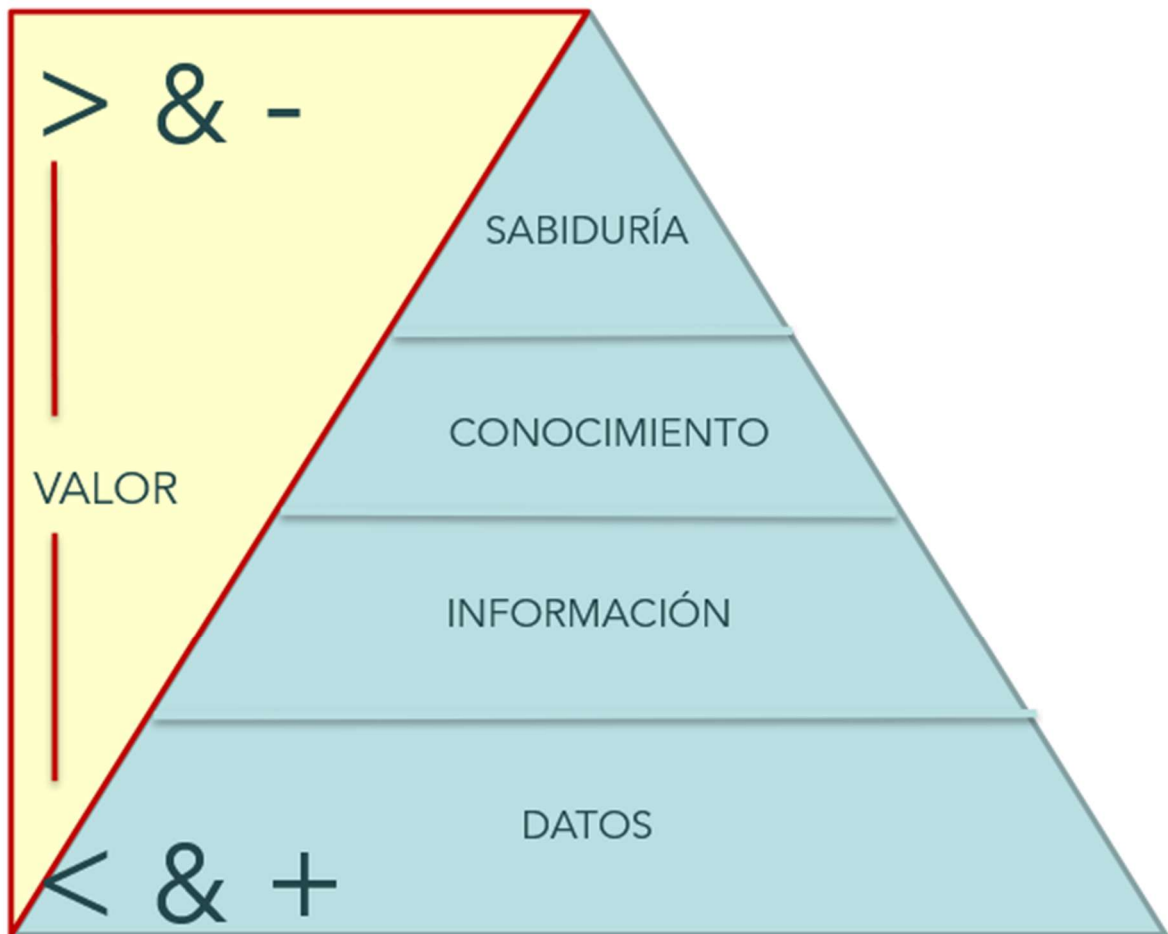 > & -
SABIDURÍA
CONOCIMIENTO
VALOR
INFORMACIÓN
DATOS
< & +